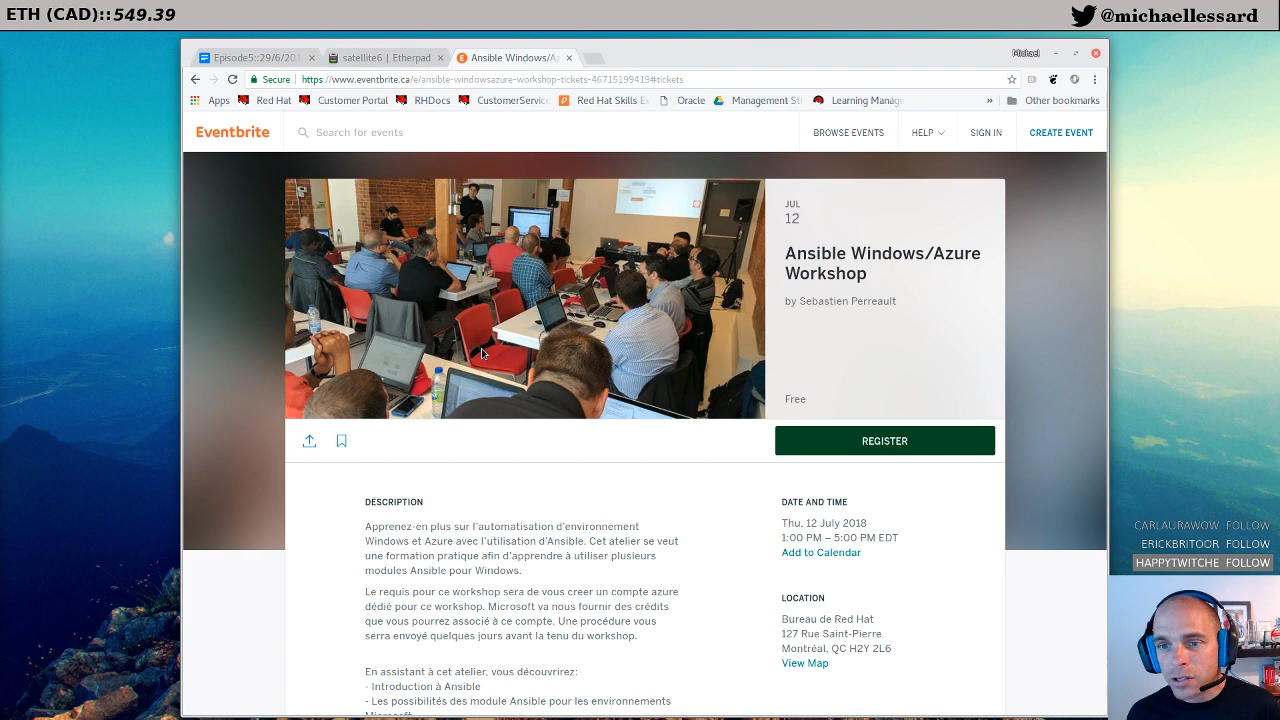 ETH (CAD)::549.39
@michaellessard
Episode5::29/6/201
satellite6 | Etherpad
Ansible Windows/Az
Michael
Secure
https://www.eventbrite.ca/e/ansible-windowsazure-workshop-tickets-46715199419#tickets
Apps
Red Hat
Customer Portal
RHDocs
CustomerServic
Red Hat Skills Ex
Oracle
Management St
Learning Manage
»
Other bookmarks
Eventbrite
Search for events
BROWSE EVENTS
HELP
SIGN IN
CREATE EVENT
JUL
12
Ansible Windows/Azure
Workshop
by Sebastien Perreault
Free
REGISTER
DESCRIPTION
Apprenez-en plus sur l'automatisation d'environnement
Windows et Azure avec l'utilisation d'Ansible. Cet atelier se veut
une formation pratique afin d'apprendre à utiliser plusieurs
modules Ansible pour Windows.
Le requis pour ce workshop sera de vous creer un compte azure
dédié pour ce workshop. Microsoft va nous fournir des crédits
que vous pourrez associé à ce compte. Une procédure vous
sera envoyé quelques jours avant la tenu du workshop.
En assistant à cet atelier, vous découvrirez:
- Introduction à Ansible
- Les possibilités des module Ansible pour les environnements
DATE AND TIME
Thu, 12 July 2018
1:00 PM – 5:00 PM EDT
Add to Calendar
LOCATION
Bureau de Red Hat
127 Rue Saint-Pierre
Montréal, QC H2Y 2L6
View Map
CARLAURAWOW FOLLOW
ERICKBRITOOR FOLLOW
HAPPYTWITCHE FOLLOW